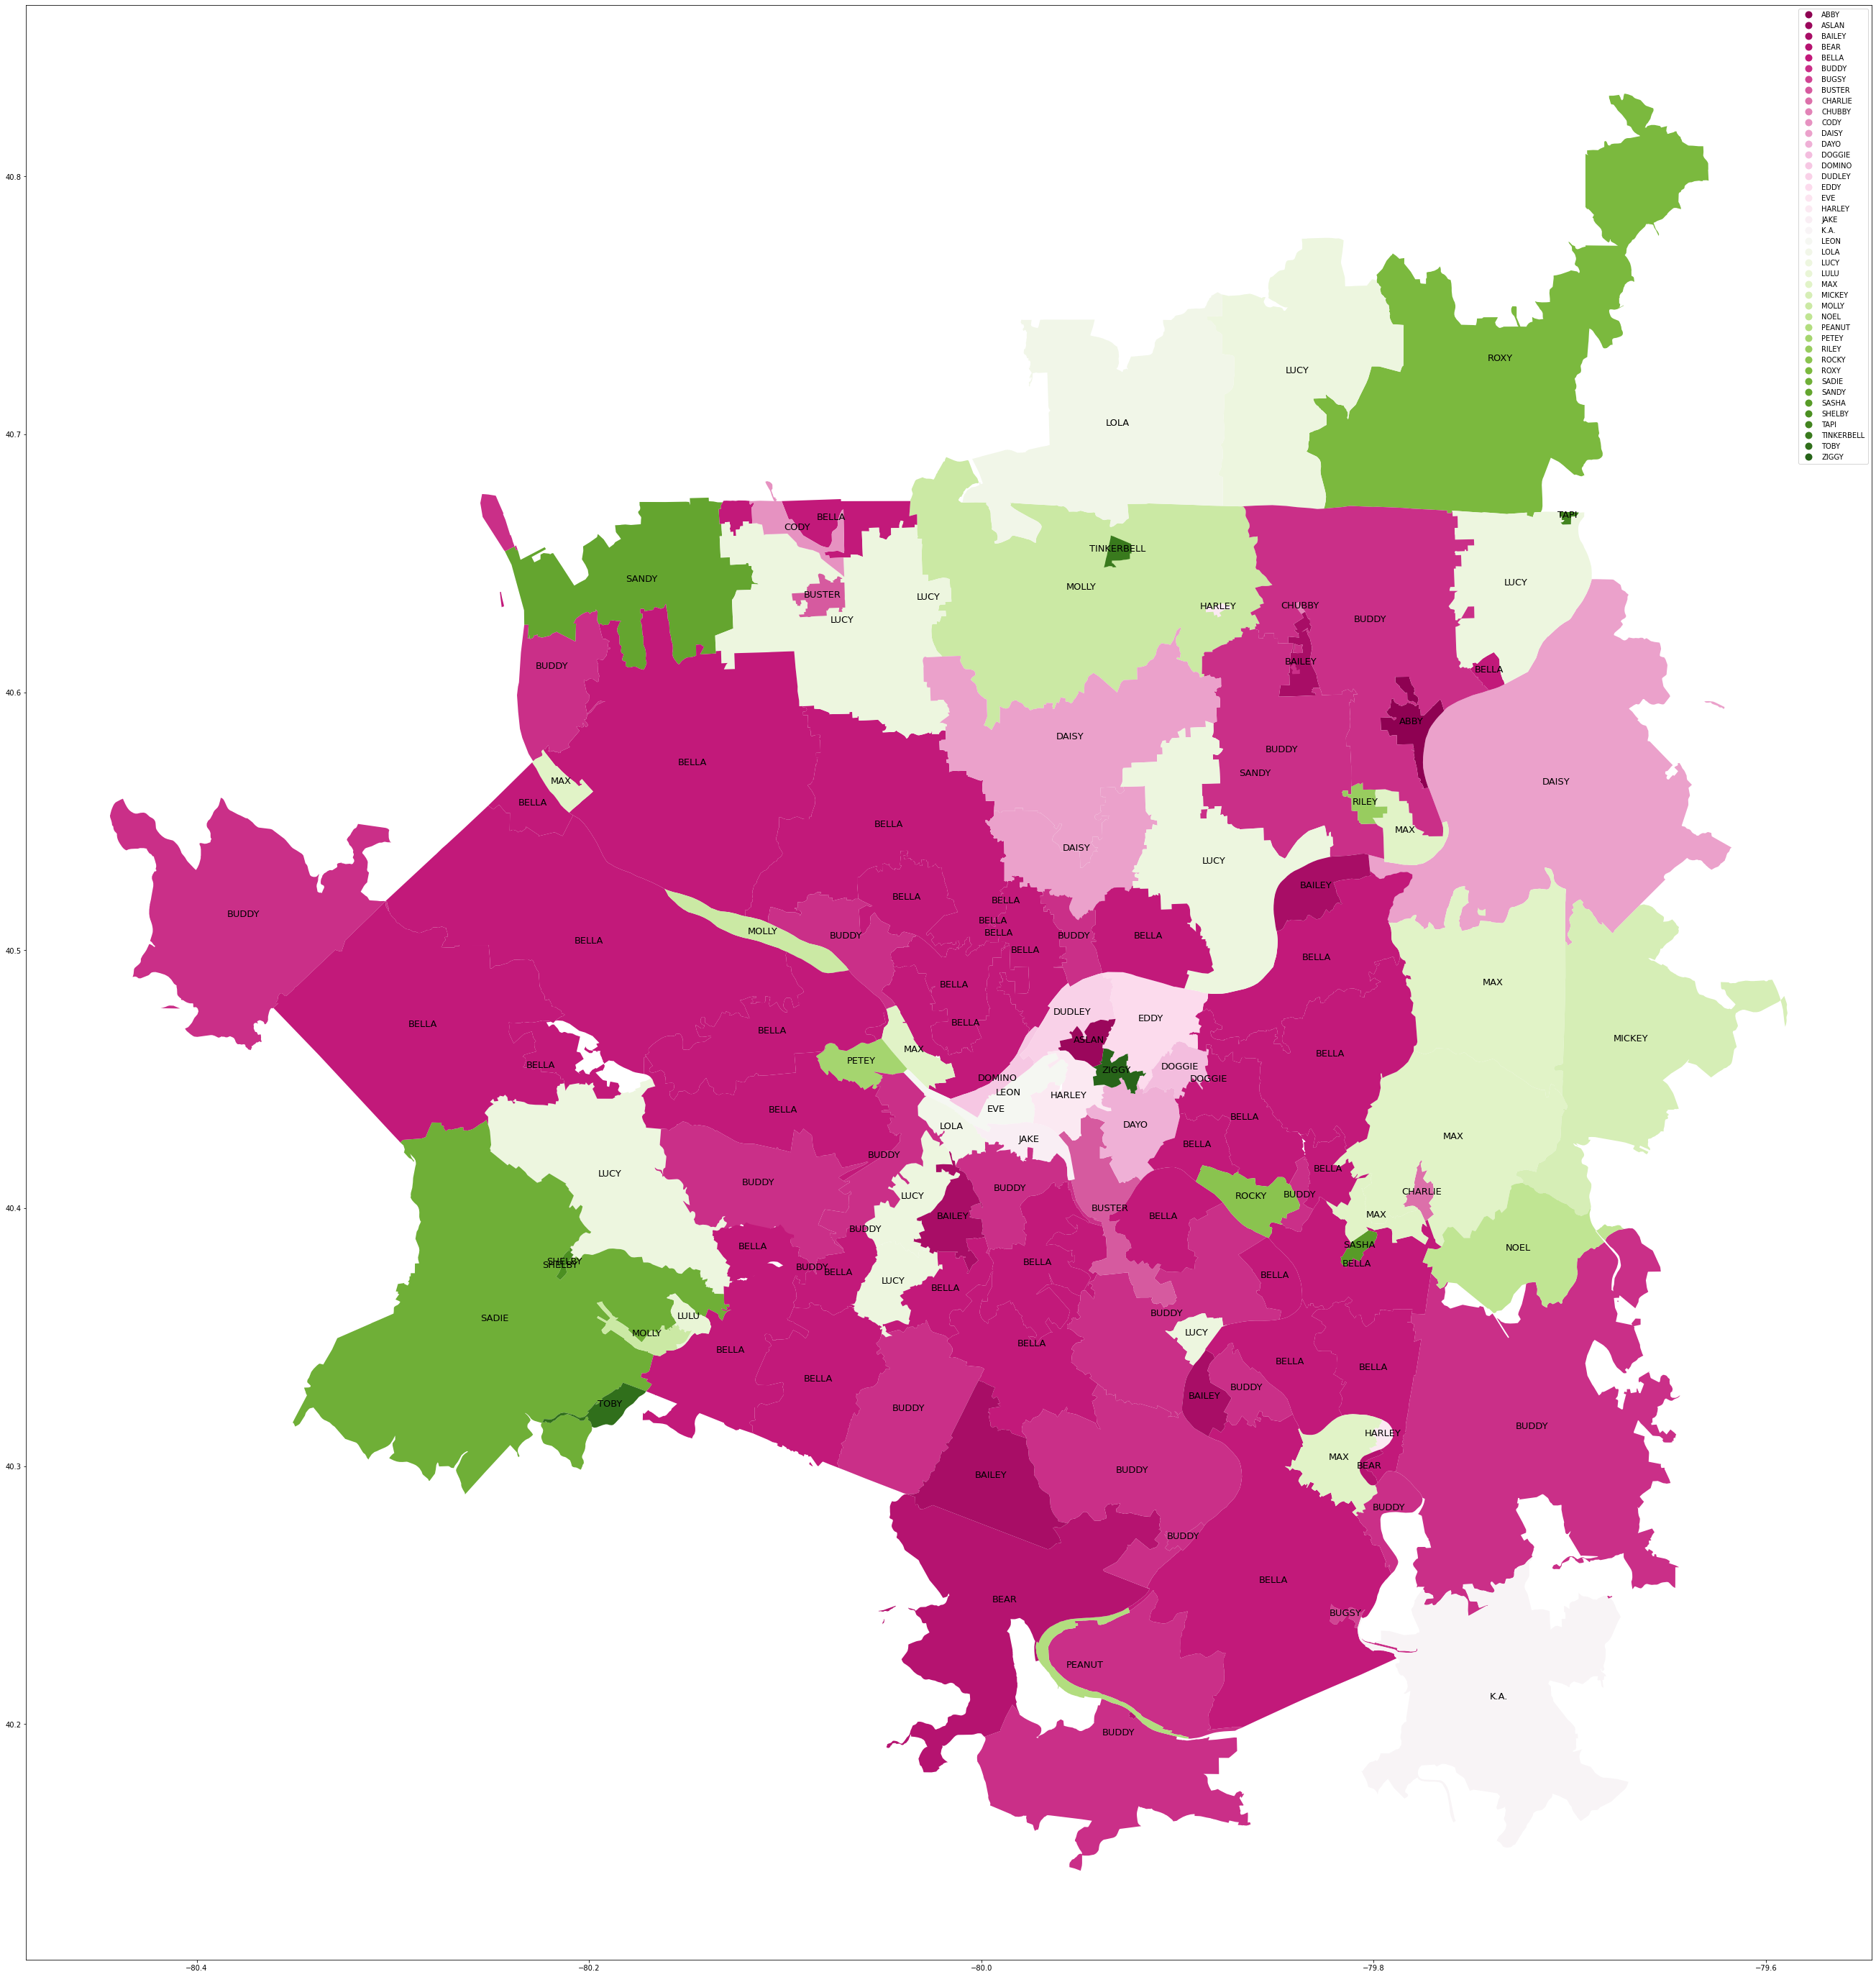 ABBY
ASLAN
BAILEY
BEAR
BELLA
BUDDY
BUGSY
BUSTER
CHARLIE
CHUBBY
CODY
DAISY
DAYO
DOGGIE
DOMINO
DUDLEY
EDDY
EVE
HARLEY
JAKE
K.A.
LEON
LOLA
LUCY
LULU
MAX
MICKEY
MOLLY
NOEL
PEANUT
PETEY
RILEY
ROCKY
ROXY
SADIE
SANDY
SASHA
SHELBY
TAPI
TINKERBELL
TOBY
ZIGGY
40.8
ROXY
LUCY
40.7
LOLA
TAPI
BELLA
CODY
TINKERBELL
SANDY
MOLLY
LUCY
BUSTER
LUCY
HARLEY
CHUBBY
LUCY
BUDDY
BUDDY
BAILEY
BELLA
40.6
ABBY
DAISY
BUDDY
BELLA
SANDY
MAX
DAISY
BELLA
RILEY
BELLA
MAX
DAISY
LUCY
BAILEY
BELLA
BELLA
BUDDY
BELLA
MOLLY
BELLA
BUDDY
BUDDY
BELLA
BELLA
40.5
BELLA
BELLA
BELLA
MAX
DUDLEY
EDDY
BELLA
BELLA
BELLA
ASLAN
MICKEY
MAX
BELLA
PETEY
BELLA
ZIGGY
DOGGIE
DOMINO
DOGGIE
LEON
HARLEY
BELLA
EVE
BELLA
LOLA
DAYO
JAKE
BELLA
MAX
BUDDY
LUCY
BELLA
BUDDY
BUDDY
LUCY
ROCKY
BUDDY
CHARLIE
40.4
BUSTER
BAILEY
BELLA
MAX
BUDDY
BELLA
SASHA
NOEL
SHELBY
SHELBY
BUDDY
BELLA
BELLA
BELLA
BELLA
LUCY
BELLA
SADIE
LULU
BUDDY
MOLLY
LUCY
BELLA
BELLA
BELLA
BELLA
BELLA
BUDDY
BAILEY
TOBY
BUDDY
BUDDY
HARLEY
40.3
MAX
BEAR
BAILEY
BUDDY
BUDDY
BUDDY
BELLA
BEAR
BUGSY
PEANUT
K.A.
40.2
BUDDY
−80.4
−80.2
−80.0
−79.8
−79.6